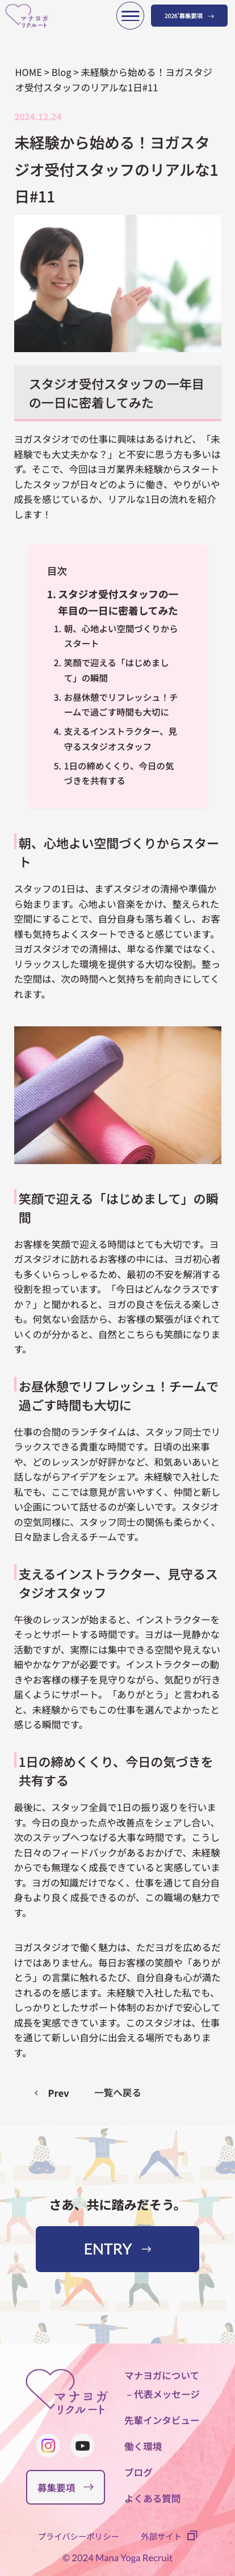 マナヨガ
リクルート
2026'募集要項 →
HOME > Blog > 未経験から始める！ヨガスタジ
オ受付スタッフのリアルな1日#11
2024.12.24
未経験から始める！ヨガスタ
ジオ受付スタッフのリアルな1
日#11
スタジオ受付スタッフの一年目
の一日に密着してみた
ヨガスタジオでの仕事に興味はあるけれど、「未
経験でも大丈夫かな？」と不安に思う方も多いは
ず。そこで、今回はヨガ業界未経験からスタート
したスタッフが日々どのように働き、やりがいや
成長を感じているか、リアルな1日の流れを紹介
します！
目次
1. スタジオ受付スタッフの一
年目の一日に密着してみた
1. 朝、心地よい空間づくりから
スタート
2. 笑顔で迎える「はじめまし
て」の瞬間
3. お昼休憩でリフレッシュ！チ
ームで過ごす時間も大切に
4. 支えるインストラクター、見
守るスタジオスタッフ
5. 1日の締めくくり、今日の気
づきを共有する
朝、心地よい空間づくりからスター
ト
スタッフの1日は、まずスタジオの清掃や準備か
ら始まります。心地よい音楽をかけ、整えられた
空間にすることで、自分自身も落ち着くし、お客
様も気持ちよくスタートできると感じています。
ヨガスタジオでの清掃は、単なる作業ではなく、
リラックスした環境を提供する大切な役割。整っ
た空間は、次の時間へと気持ちを前向きにしてく
れます。
笑顔で迎える「はじめまして」の瞬
間
お客様を笑顔で迎える時間はとても大切です。ヨ
ガスタジオに訪れるお客様の中には、ヨガ初心者
も多くいらっしゃるため、最初の不安を解消する
役割を担っています。「今日はどんなクラスです
か？」と聞かれると、ヨガの良さを伝える楽しさ
も。何気ない会話から、お客様の緊張がほぐれて
いくのが分かると、自然とこちらも笑顔になりま
す。
お昼休憩でリフレッシュ！チームで
過ごす時間も大切に
仕事の合間のランチタイムは、スタッフ同士でリ
ラックスできる貴重な時間です。日頃の出来事
や、どのレッスンが好評かなど、和気あいあいと
話しながらアイデアをシェア。未経験で入社した
私でも、ここでは意見が言いやすく、仲間と新し
い企画について話せるのが楽しいです。スタジオ
の空気同様に、スタッフ同士の関係も柔らかく、
日々励まし合えるチームです。
支えるインストラクター、見守るス
タジオスタッフ
午後のレッスンが始まると、インストラクターを
そっとサポートする時間です。ヨガは一見静かな
活動ですが、実際には集中できる空間や見えない
細やかなケアが必要です。インストラクターの動
きやお客様の様子を見守りながら、気配りが行き
届くようにサポート。「ありがとう」と言われる
と、未経験からでもこの仕事を選んでよかったと
感じる瞬間です。
1日の締めくくり、今日の気づきを
共有する
最後に、スタッフ全員で1日の振り返りを行いま
す。今日の良かった点や改善点をシェアし合い、
次のステップへつなげる大事な時間です。こうし
た日々のフィードバックがあるおかげで、未経験
からでも無理なく成長できていると実感していま
す。ヨガの知識だけでなく、仕事を通じて自分自
身もより良く成長できるのが、この職場の魅力で
す。
ヨガスタジオで働く魅力は、ただヨガを広めるだ
けではありません。毎日お客様の笑顔や「ありが
とう」の言葉に触れるたび、自分自身も心が満た
されるのを感じます。未経験で入社した私でも、
しっかりとしたサポート体制のおかげで安心して
成長を実感できています。このスタジオは、仕事
を通じて新しい自分に出会える場所でもありま
す。
‹ Prev 一覧へ戻る
さあ、共に踏みだそう。
ENTRY →
マナヨガ
リクルート
募集要項 →
マナヨガについて
– 代表メッセージ
先輩インタビュー
働く環境
ブログ
よくある質問
プライバシーポリシー 外部サイト
© 2024 Mana Yoga Recruit